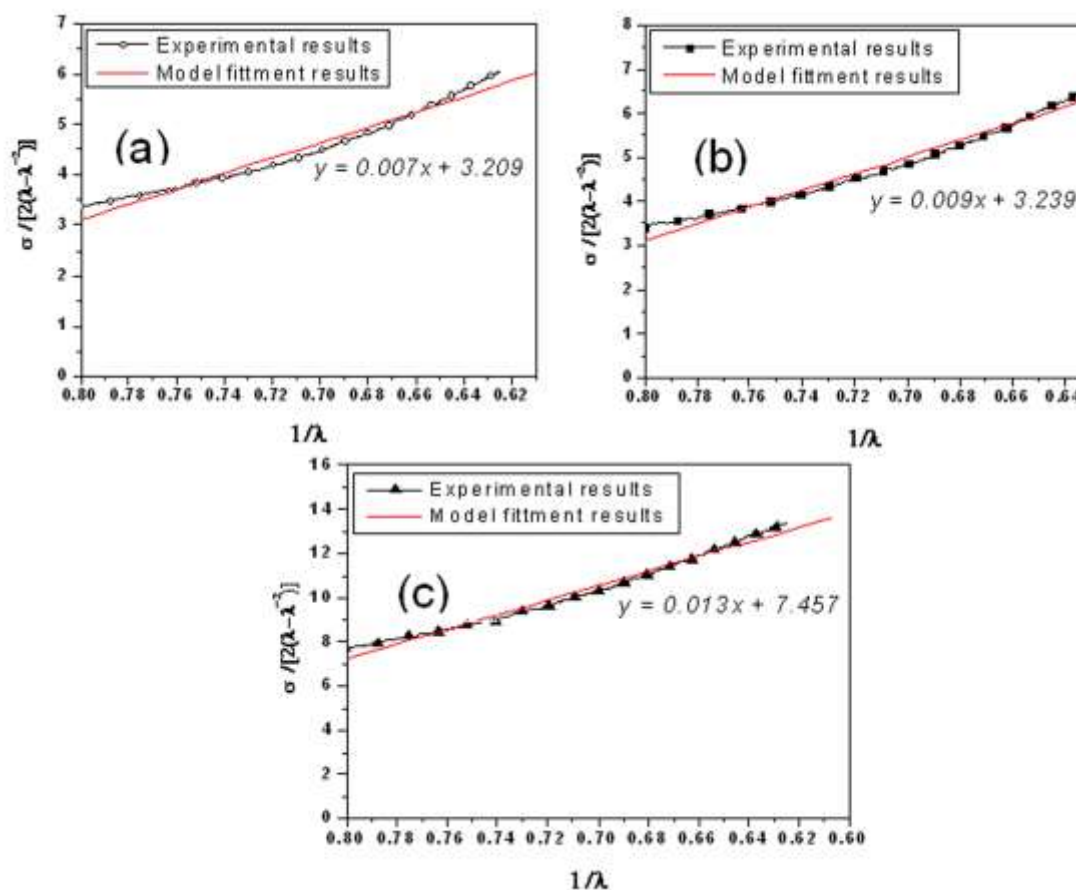 7
6
5
4
3
2
1
0
σ /[2(λ−λ⁻²)]
Experimental results
Model fittment results
(a)
y = 0.007x + 3.209
0.80 0.78 0.76 0.74 0.72 0.70 0.68 0.66 0.64 0.62
1/λ
8
7
6
5
4
3
2
1
0
σ /[2(λ−λ⁻²)]
Experimental results
Model fittment results
(b)
y = 0.009x + 3.239
0.80 0.78 0.76 0.74 0.72 0.70 0.68 0.66 0.64
1/λ
16
14
12
10
8
6
4
2
0
σ /[2(λ−λ⁻²)]
Experimental results
Model fittment results
(c)
y = 0.013x + 7.457
0.80 0.78 0.76 0.74 0.72 0.70 0.68 0.66 0.64 0.62 0.60
1/λ